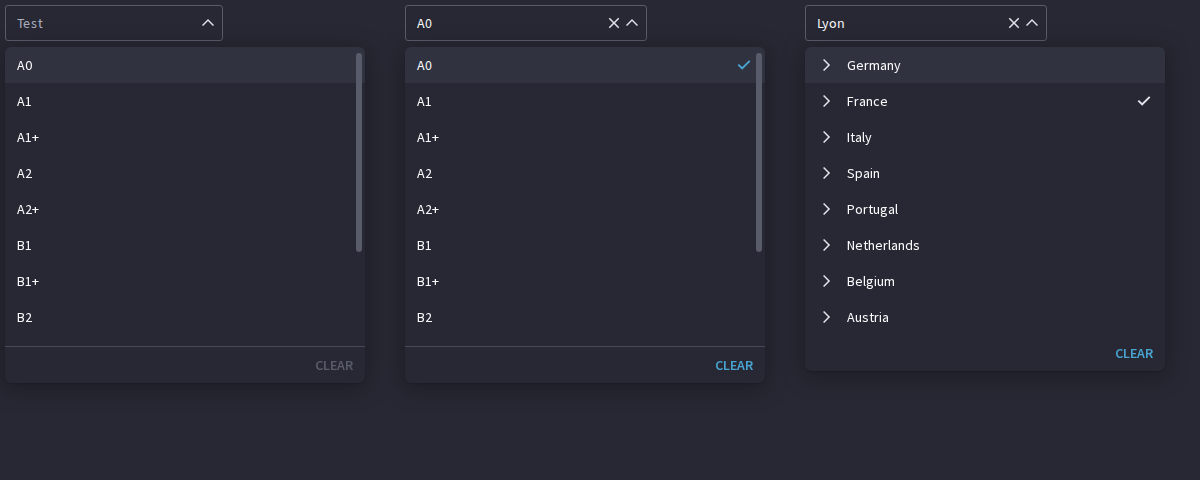 Test
A0
A1
A1+
A2
A2+
B1
B1+
B2
CLEAR
A0
A0
A1
A1+
A2
A2+
B1
B1+
B2
CLEAR
Lyon
Germany
France
Italy
Spain
Portugal
Netherlands
Belgium
Austria
CLEAR